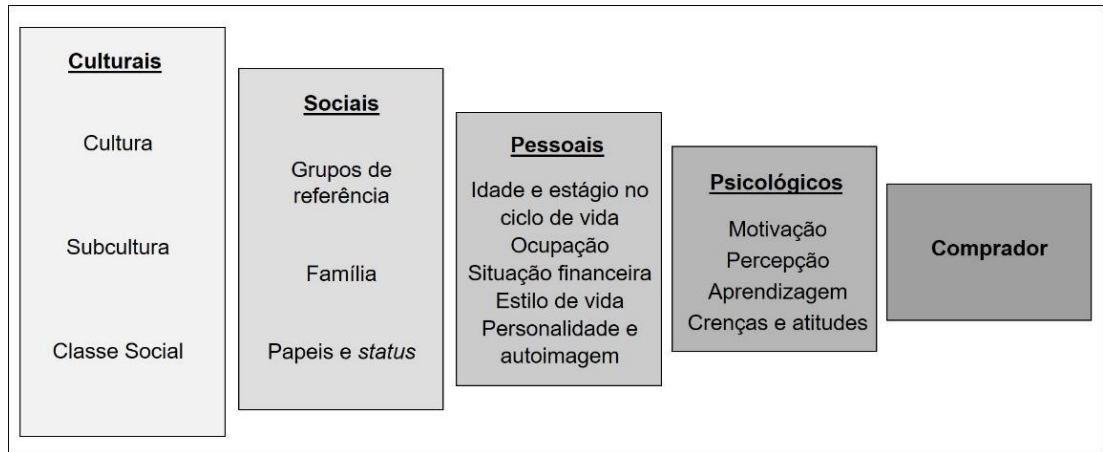 Culturais
Cultura
Subcultura
Classe Social
Sociais
Grupos de
referência
Família
Papeis e status
Pessoais
Idade e estágio no
ciclo de vida
Ocupação
Situação financeira
Estilo de vida
Personalidade e
autoimagem
Psicológicos
Motivação
Percepção
Aprendizagem
Crenças e atitudes
Comprador